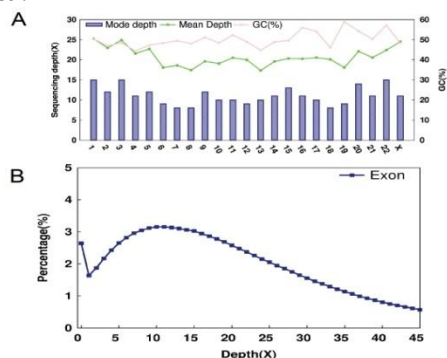 A
Mode depth Mean Depth GC(%)
Sequencing depth(X)
30
25
20
15
10
5
0
60
50
40
30
20
10
0
GC(%)
1 2 3 4 5 6 7 8 9 10 11 12 13 14 15 16 17 18 19 20 21 22 X
B
Exon
Percentage(%)
5
4
3
2
1
0
0 5 10 15 20 25 30 35 40 45
Depth(X)